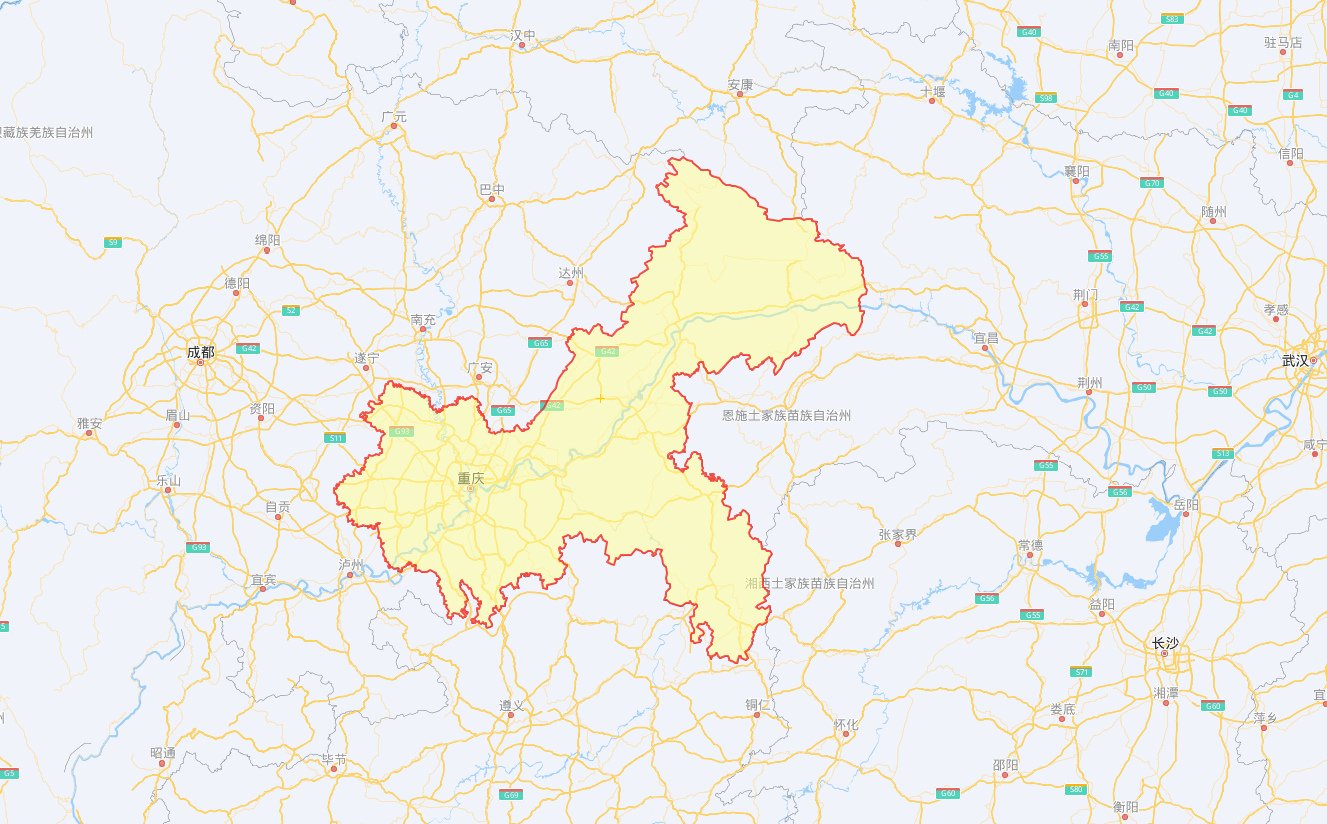 S83
G40
汉中
南阳
驻马店
安康
十堰
S98
G40
G4
G40
广元
藏族羌族自治州
信阳
襄阳
G70
巴中
随州
S9
绵阳
G55
达州
德阳
荆门
G42
S2
孝感
南充
G42
G65
宜昌
成都
G42
G42
遂宁
武汉
广安
荆州
G50
G50
资阳
G65
G42
眉山
恩施土家族苗族自治州
雅安
G93
S11
咸宁
S13
G55
重庆
乐山
G56
自贡
岳阳
张家界
G93
常德
泸州
宜宾
湘西土家族苗族自治州
G56
益阳
G55
长沙
S71
湘潭
铜仁
遵义
G60
娄底
萍乡
怀化
昭通
毕节
邵阳
G5
S80
G69
G60
衡阳